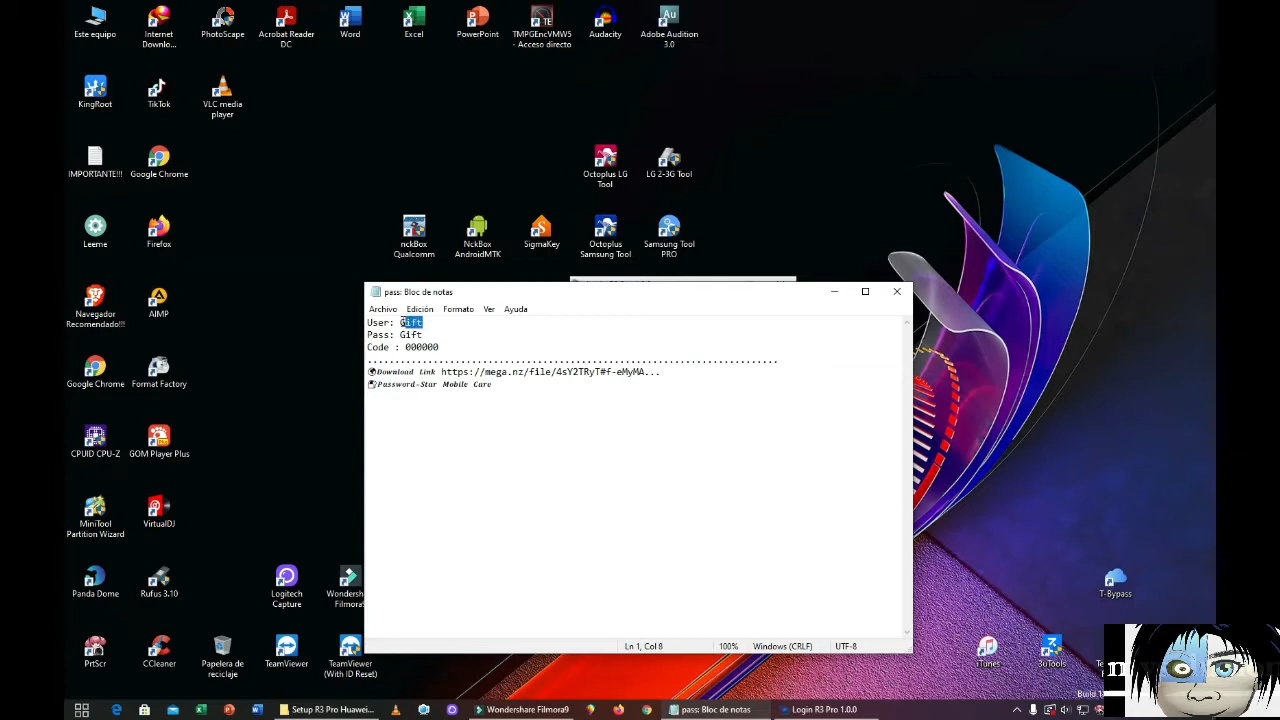 Este equipo
Internet Downlo...
PhotoScape
Acrobat Reader DC
Word
Excel
PowerPoint
TMPGEncVMW5 - Acceso directo
Audacity
Adobe Audition 3.0
KingRoot
TikTok
VLC media player
IMPORTANTE!!!
Google Chrome
Octoplus LG Tool
LG 2-3G Tool
Leeme
Firefox
nckBox Qualcomm
NckBox AndroidMTK
SigmaKey
Octoplus Samsung Tool
Samsung Tool PRO
Navegador Recomendado!!!
AIMP
pass: Bloc de notas
Archivo Edición Formato Ver Ayuda
User: Gift
Pass: Gift
Code : 000000
..........................................................................
Download Link https://mega.nz/file/4sY2TRyT#f-eMyMA...
Password-Star Mobile Care
Google Chrome
Format Factory
CPUID CPU-Z
GOM Player Plus
MiniTool Partition Wizard
VirtualDJ
Panda Dome
Rufus 3.10
Logitech Capture
Wondersh Filmora9
T-Bypass
Ln 1, Col 8
100%
Windows (CRLF)
UTF-8
PrtScr
CCleaner
Papelera de reciclaje
TeamViewer
TeamViewer (With ID Reset)
iTunes
3uTools
Setup R3 Pro Huawei...
Wondershare Filmora9
pass: Bloc de notas
Login R3 Pro 1.0.0